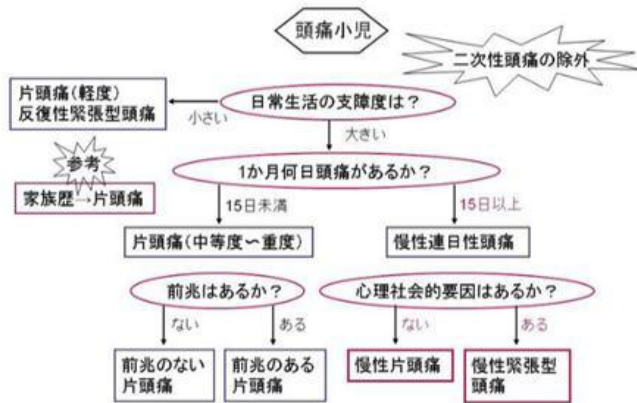 頭痛小児
二次性頭痛の除外
片頭痛(軽度)
反復性緊張型頭痛
小さい
日常生活の支障度は？
大きい
参考
家族歴→片頭痛
1か月何日頭痛があるか？
15日未満
15日以上
片頭痛(中等度〜重度)
慢性連日性頭痛
前兆はあるか？
心理社会的要因はあるか？
ない
ある
ない
ある
前兆のない
片頭痛
前兆のある
片頭痛
慢性片頭痛
慢性緊張型
頭痛